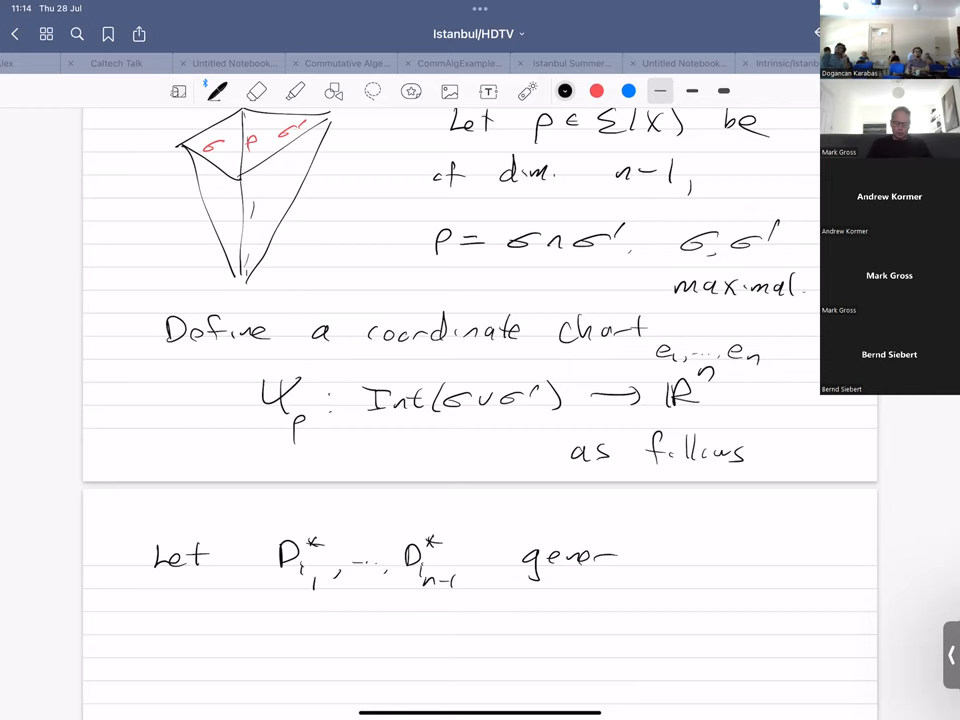 11:14 Thu 28 Jul
Istanbul/HDTV
lex
Caltech Talk
Untitled Notebook...
Commutative Alge...
CommAlgExample...
Istanbul Summer...
Untitled Notebook...
Intrinsic/Istanb
σ ρ σ'
Let ρ ∈ Σ(X) be
of dim. n-1,
ρ = σ ∩ σ', σ, σ'
maximal.
Define a coordinate chart
e₁, ... eₙ
Ψ_ρ : Int(σ ∪ σ') → ℝⁿ
as follows
Let D*_{i_1}, ..., D*_{i_{n-1}} gener
Dogancan Karabas
Mark Gross
Andrew Kormer
Andrew Kormer
Mark Gross
Mark Gross
Bernd Siebert
Bernd Siebert